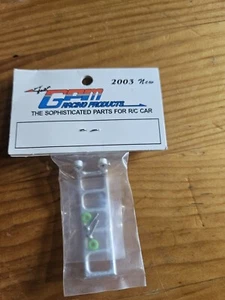 2003 New
GPM
RACING PRODUCTS
THE SOPHISTICATED PARTS FOR R/C CAR